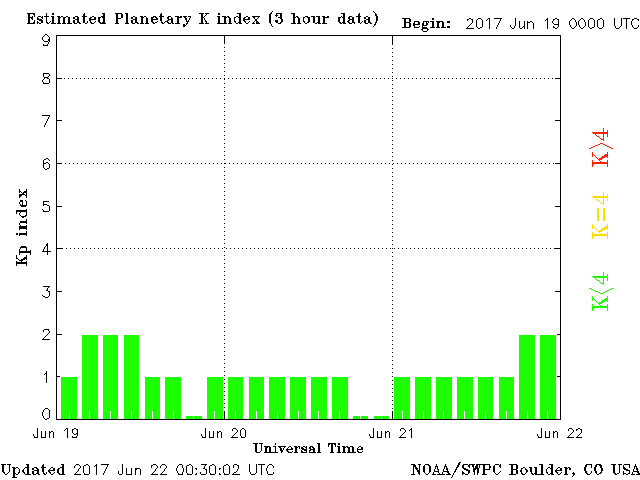 Estimated Planetary K index (3 hour data) Begin: 2017 Jun 19 0000 UTC
9
8
7
6
5
4
3
2
1
0
Kp index
K>4
K=4
K<4
Jun 19 Jun 20 Jun 21 Jun 22
Universal Time
Updated 2017 Jun 22 00:30:02 UTC NOAA/SWPC Boulder, CO USA